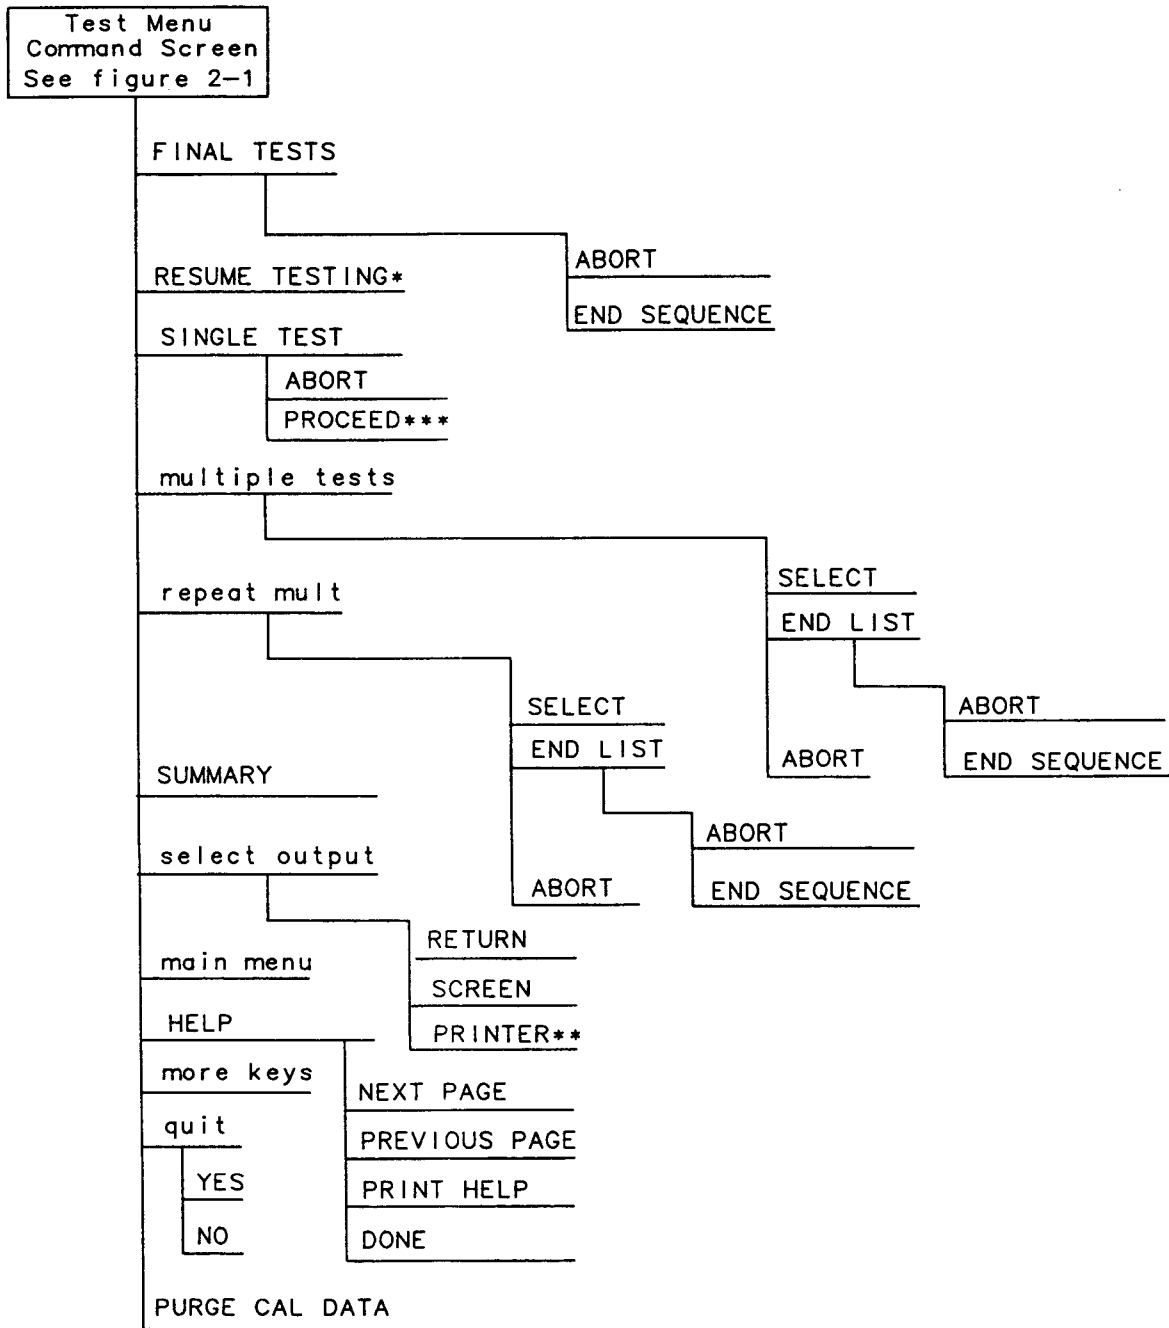 Test Menu
Command Screen
See figure 2-1
FINAL TESTS
ABORT
END SEQUENCE
RESUME TESTING*
SINGLE TEST
ABORT
PROCEED***
multiple tests
SELECT
END LIST
ABORT
END SEQUENCE
ABORT
repeat mult
SELECT
END LIST
ABORT
END SEQUENCE
ABORT
SUMMARY
select output
RETURN
SCREEN
PRINTER**
main menu
HELP
NEXT PAGE
PREVIOUS PAGE
PRINT HELP
DONE
more keys
quit
YES
NO
PURGE CAL DATA